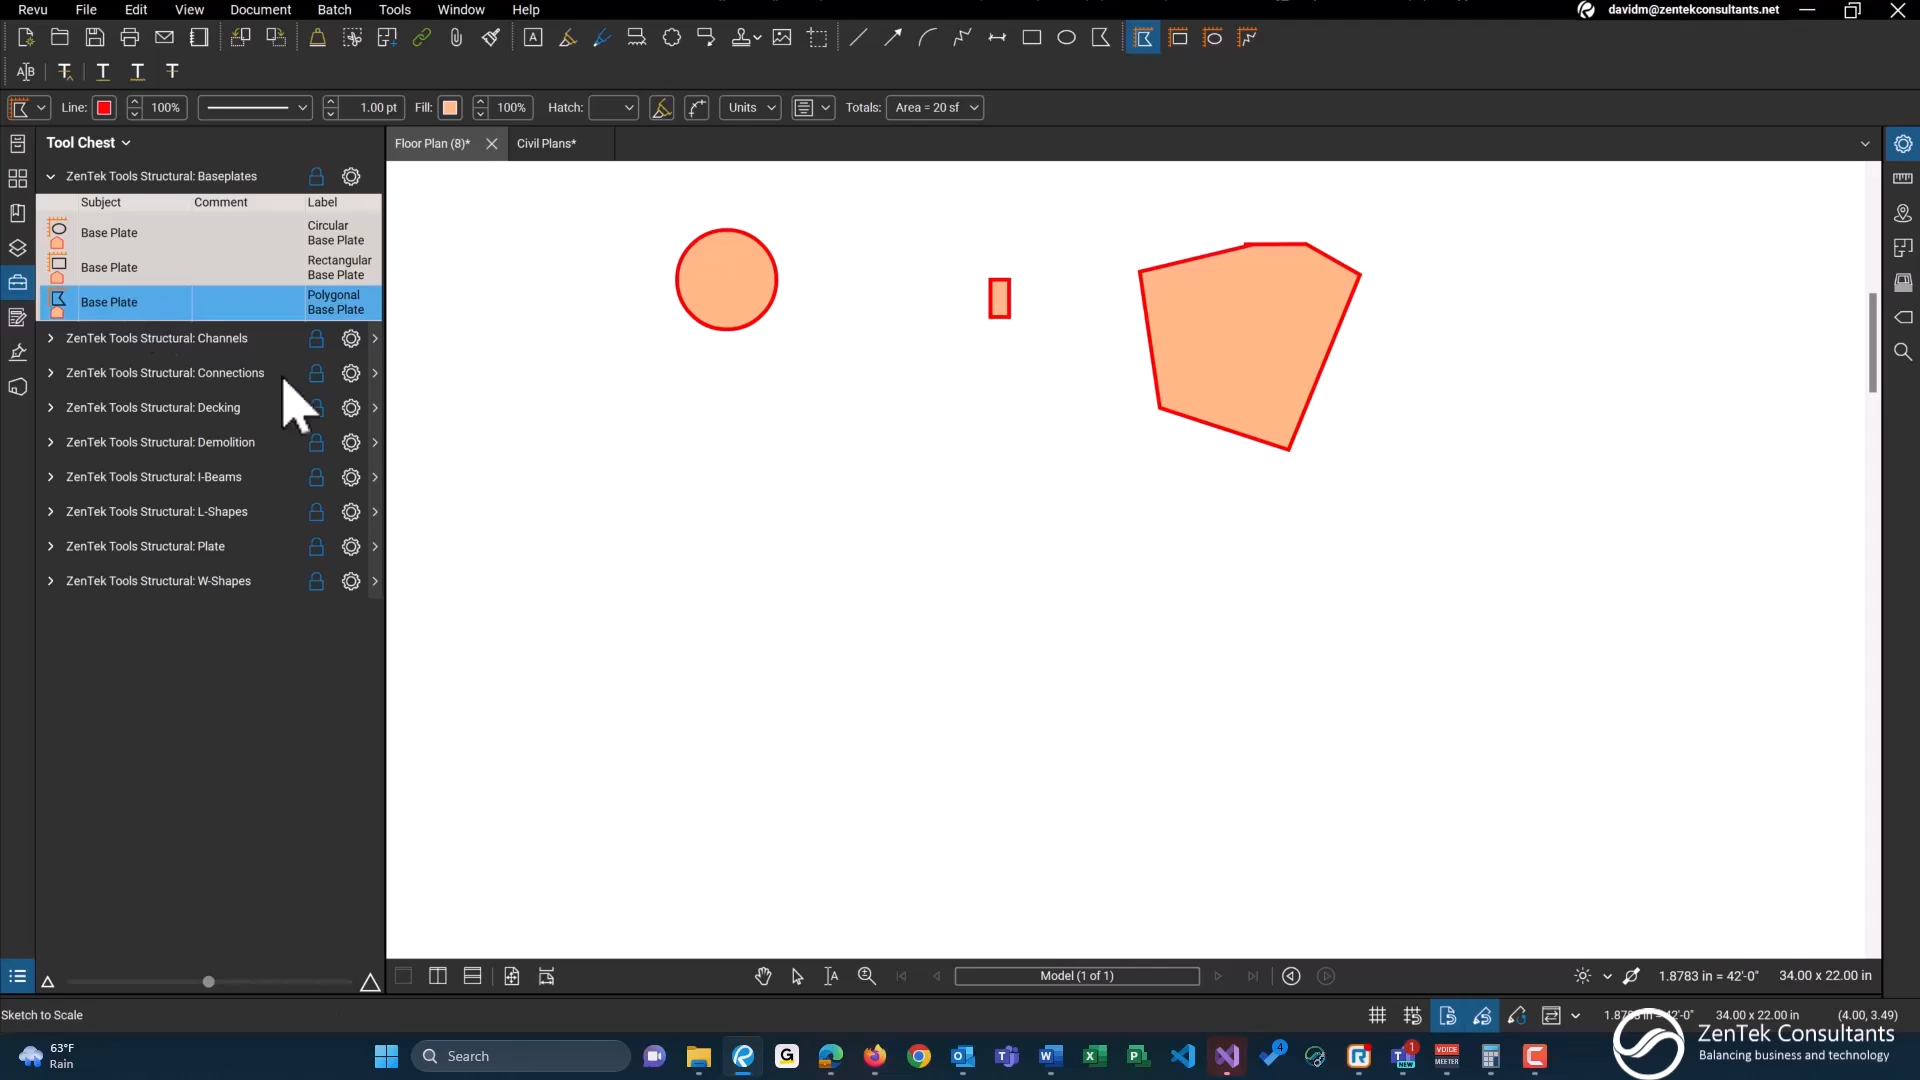 Revu File Edit View Document Batch Tools Window Help davidm@zentekconsultants.net
Line: 100% 1.00 pt Fill: 100% Hatch: Units Totals: Area = 20 sf
Tool Chest Floor Plan (8)* Civil Plans*
ZenTek Tools Structural: Baseplates
Subject Comment Label
Base Plate Circular
Base Plate
Base Plate Rectangular
Base Plate
Base Plate Polygonal
Base Plate
ZenTek Tools Structural: Channels
ZenTek Tools Structural: Connections
ZenTek Tools Structural: Decking
ZenTek Tools Structural: Demolition
ZenTek Tools Structural: I-Beams
ZenTek Tools Structural: L-Shapes
ZenTek Tools Structural: Plate
ZenTek Tools Structural: W-Shapes
Model (1 of 1) 1.8783 in = 42'-0" 34.00 x 22.00 in
Sketch to Scale 34.00 x 22.00 in (4.00, 3.49)
ZenTek Consultants
Balancing business and technology
63°F
Rain
Search
4
1
NEW
VOICE
MEETER